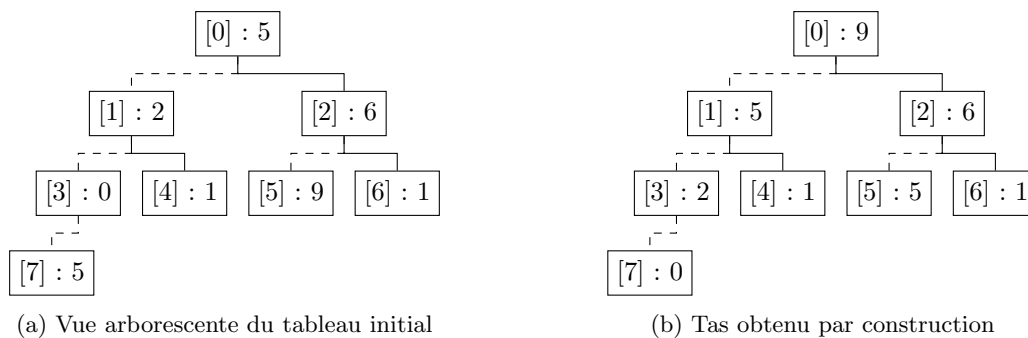 [0] : 5
[1] : 2
[2] : 6
[3] : 0
[4] : 1
[5] : 9
[6] : 1
[7] : 5
(a) Vue arborescente du tableau initial
[0] : 9
[1] : 5
[2] : 6
[3] : 2
[4] : 1
[5] : 5
[6] : 1
[7] : 0
(b) Tas obtenu par construction